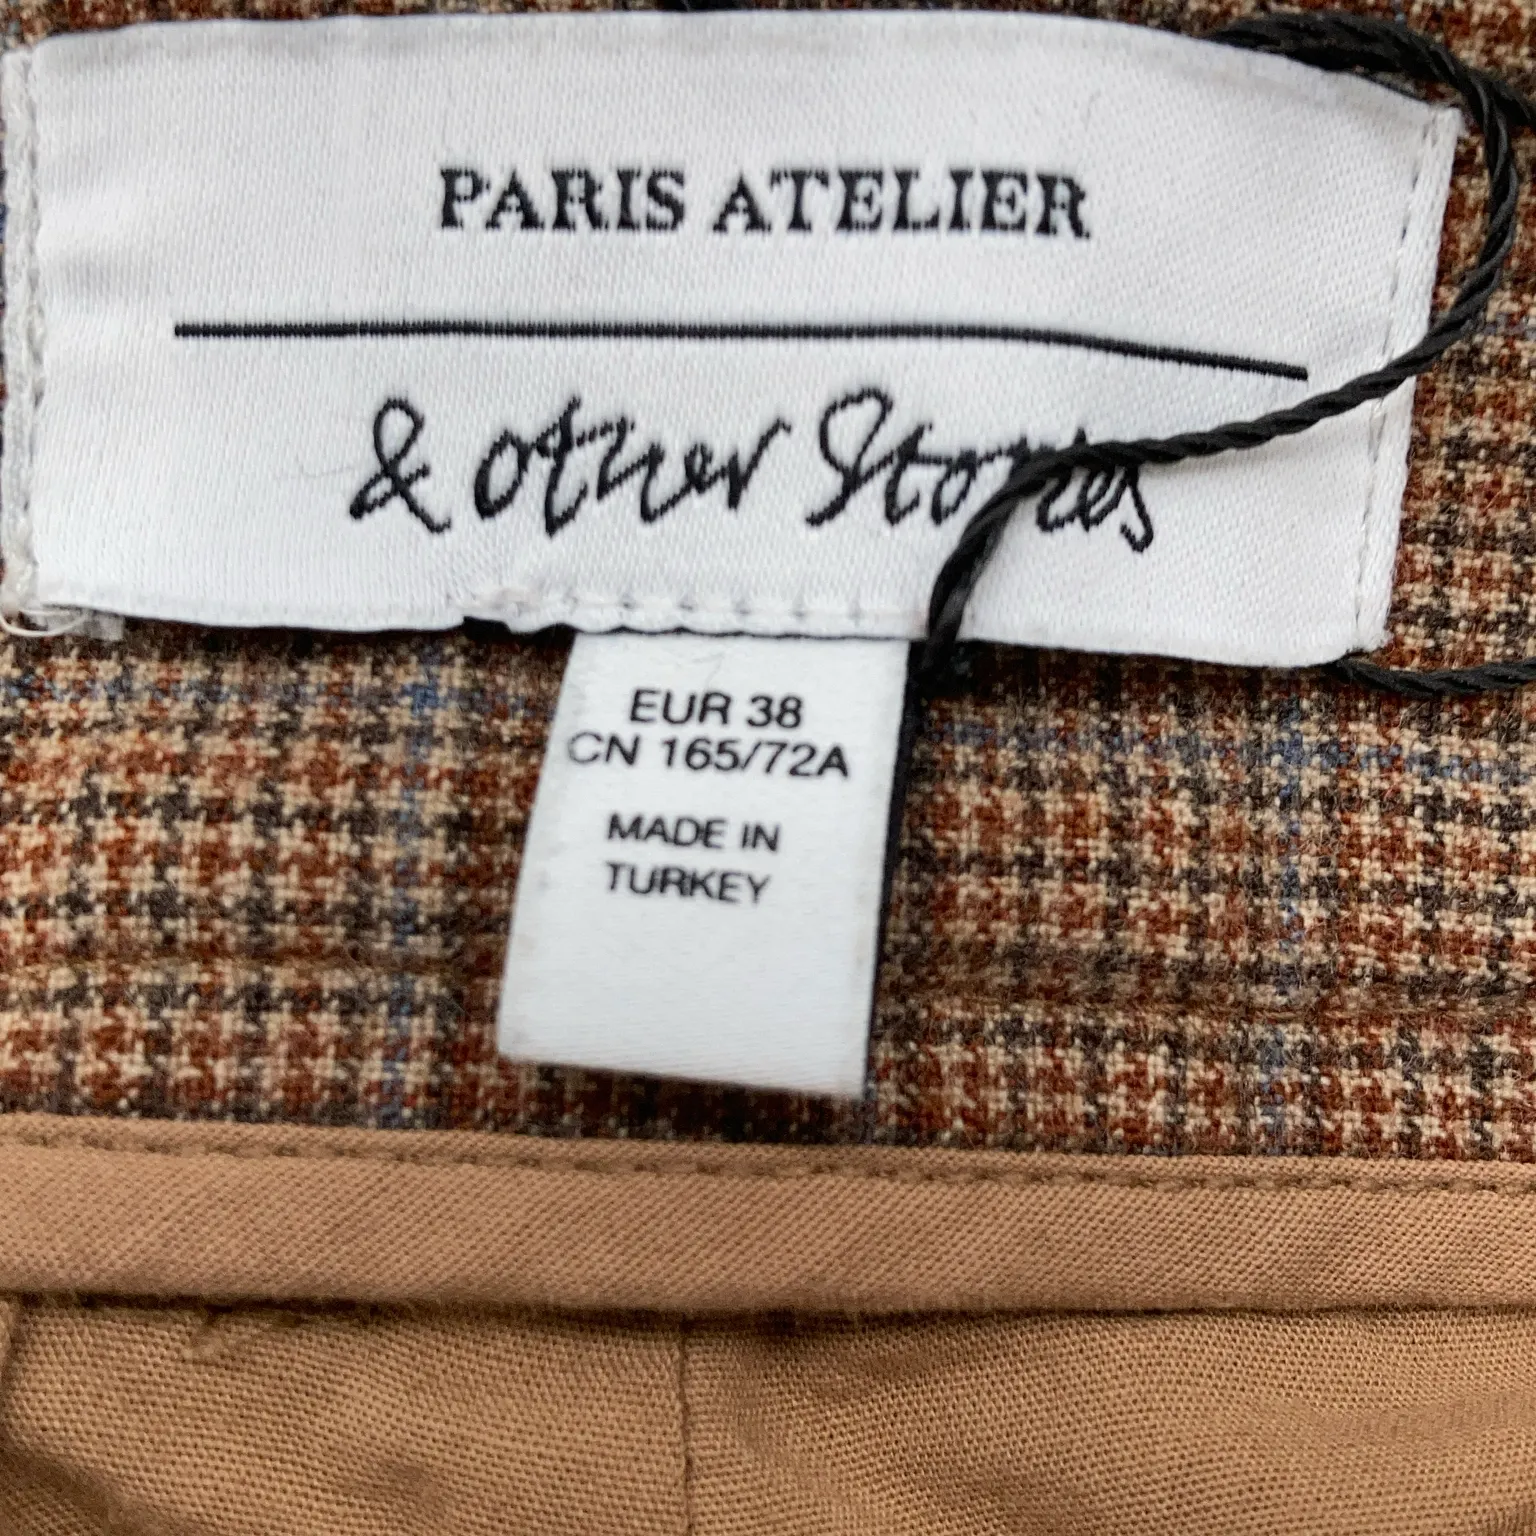 PARIS ATELIER
& other Stories
EUR 38
CN 165/72A
MADE IN
TURKEY